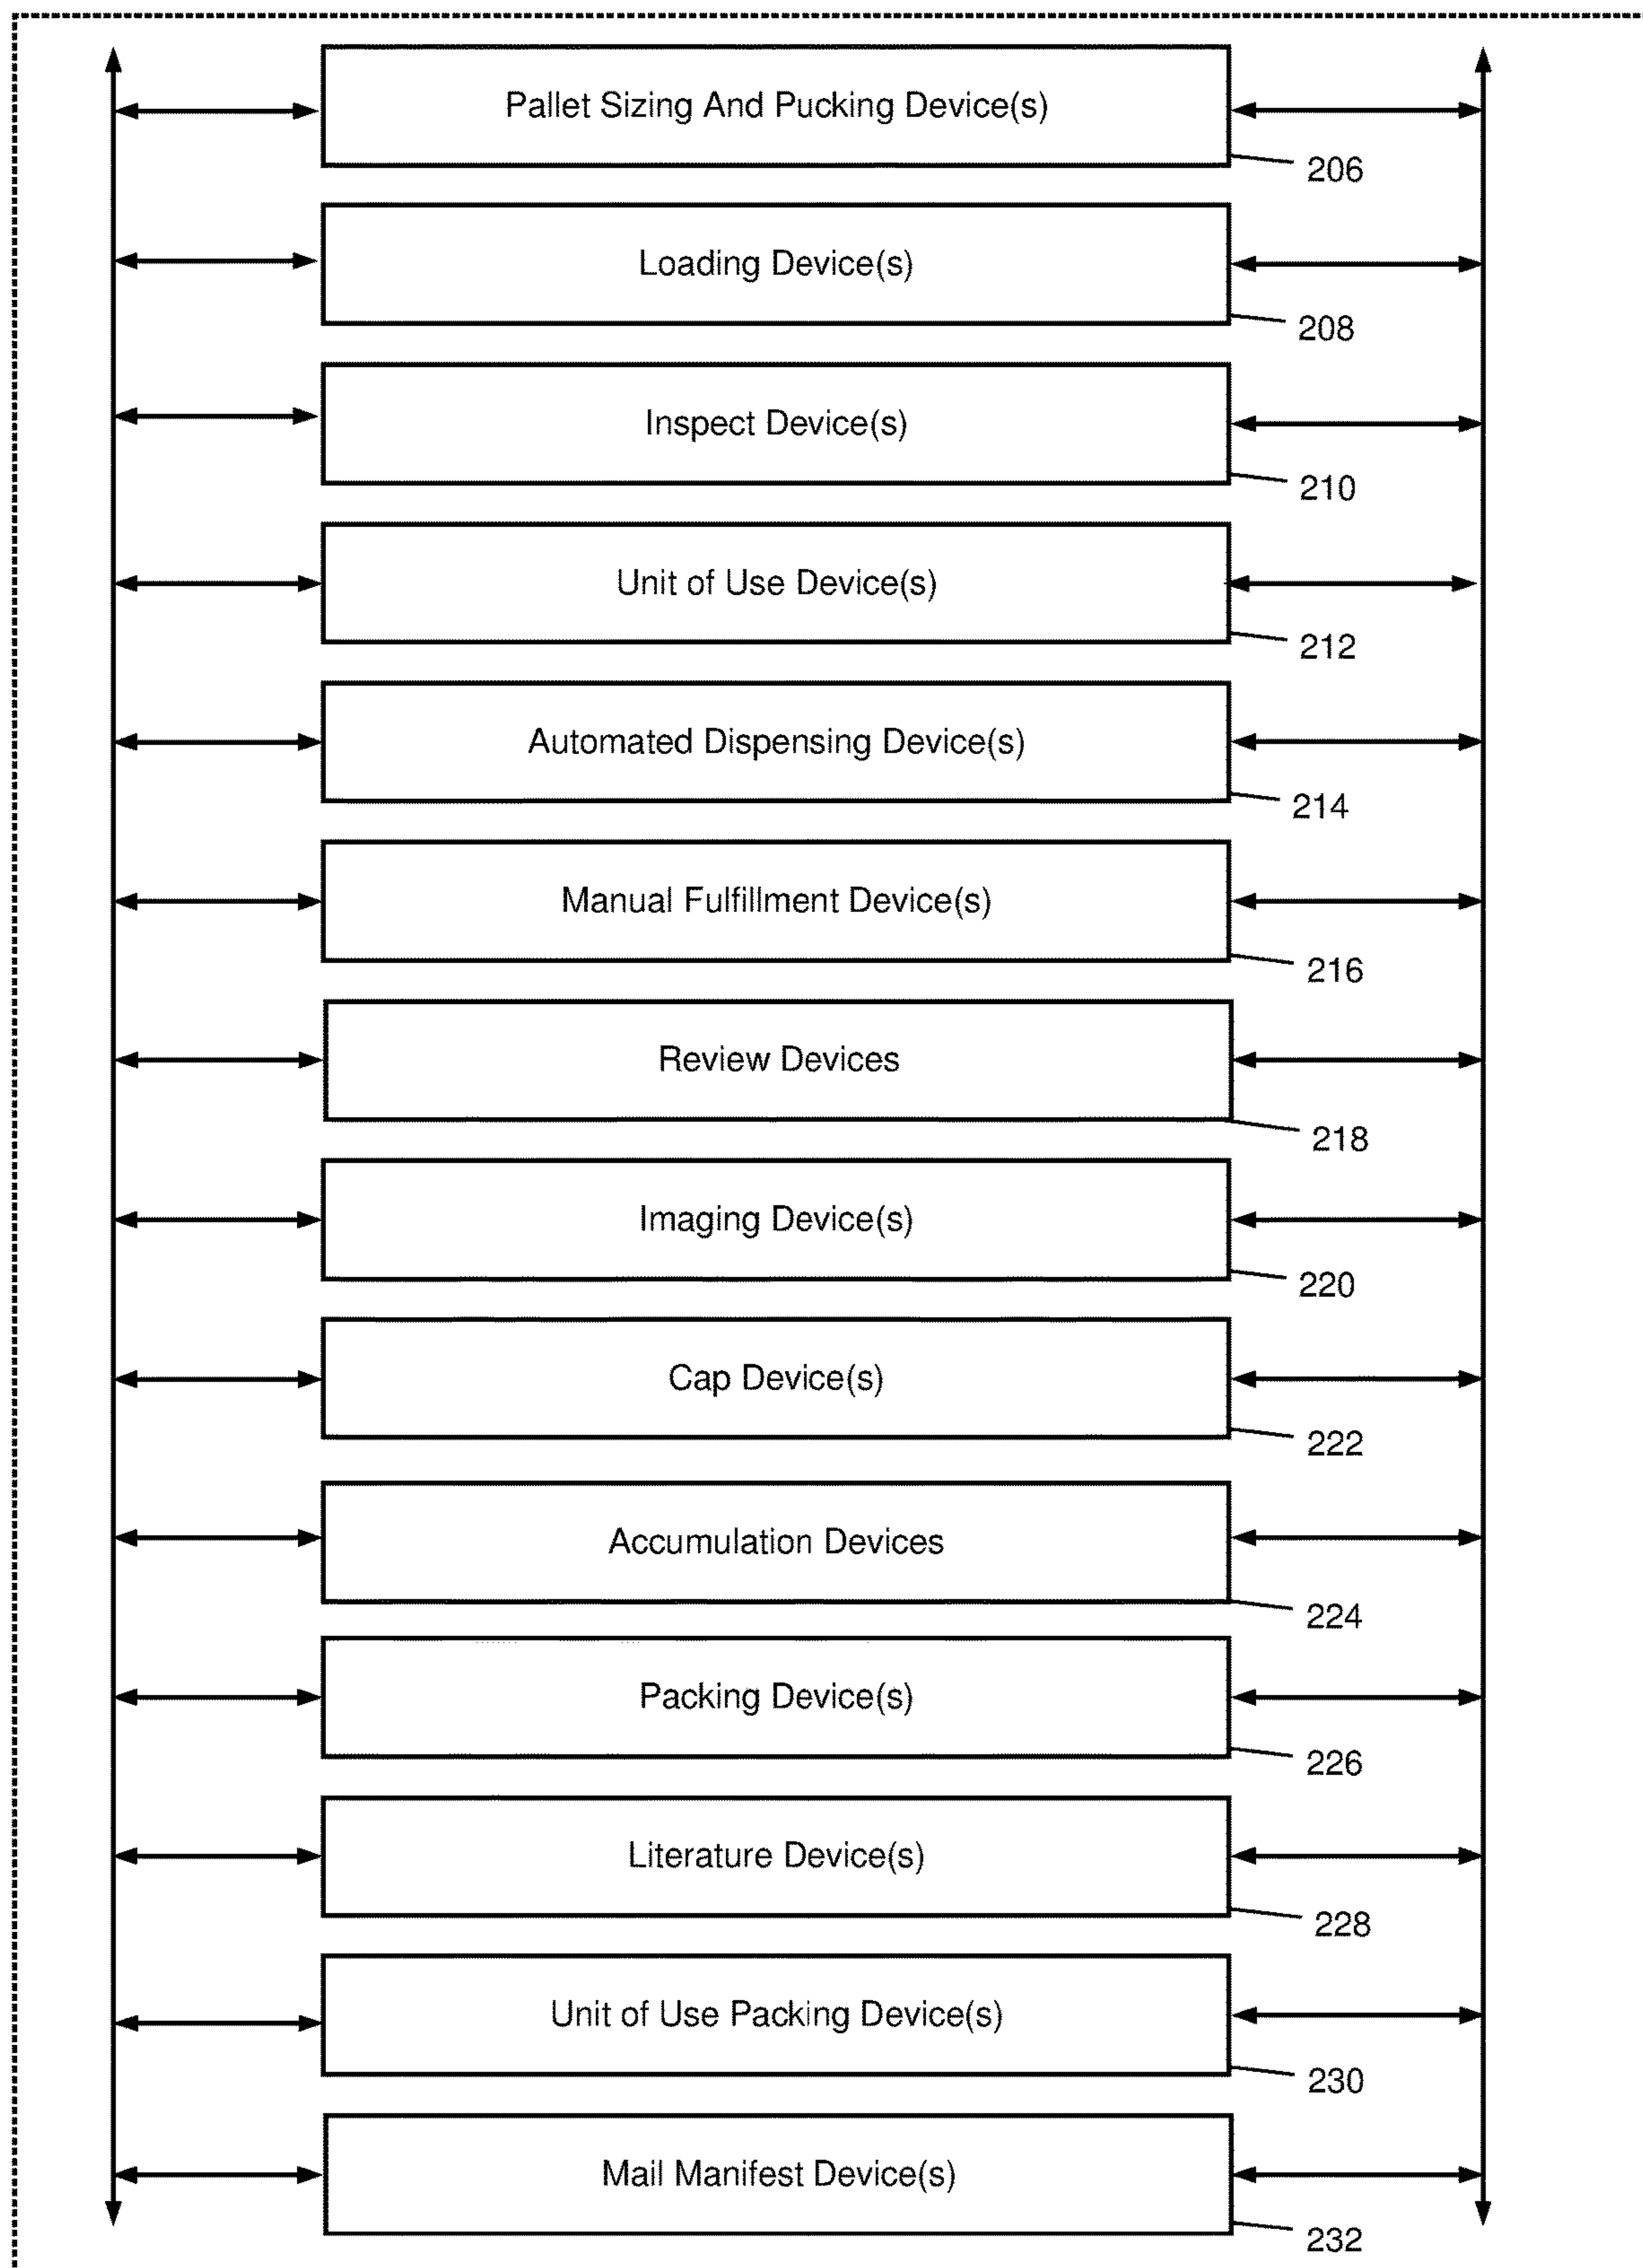 Pallet Sizing And Pucking Device(s)
206
Loading Device(s)
208
Inspect Device(s)
210
Unit of Use Device(s)
212
Automated Dispensing Device(s)
214
Manual Fulfillment Device(s)
216
Review Devices
218
Imaging Device(s)
220
Cap Device(s)
222
Accumulation Devices
224
Packing Device(s)
226
Literature Device(s)
228
Unit of Use Packing Device(s)
230
Mail Manifest Device(s)
232